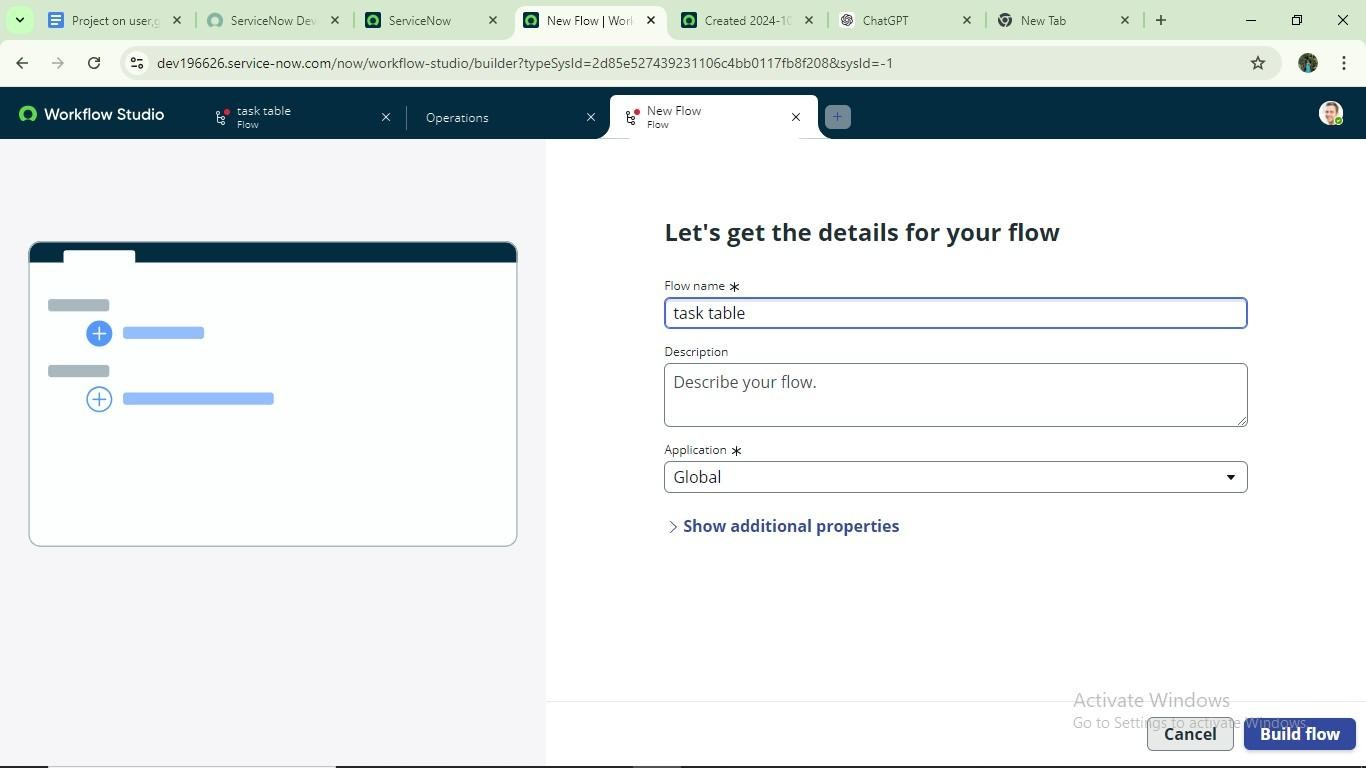 Project on user,g
ServiceNow Dev
ServiceNow
New Flow | Work
Created 2024-10
ChatGPT
New Tab
dev196626.service-now.com/now/workflow-studio/builder?typeSysId=2d85e527439231106c4bb0117fb8f208&sysId=-1
Workflow Studio
task table
Flow
Operations
New Flow
Flow
Let's get the details for your flow
Flow name *
task table
Description
Describe your flow.
Application *
Global
Show additional properties
Activate Windows
Go to Settings to activate Windows.
Cancel
Build flow